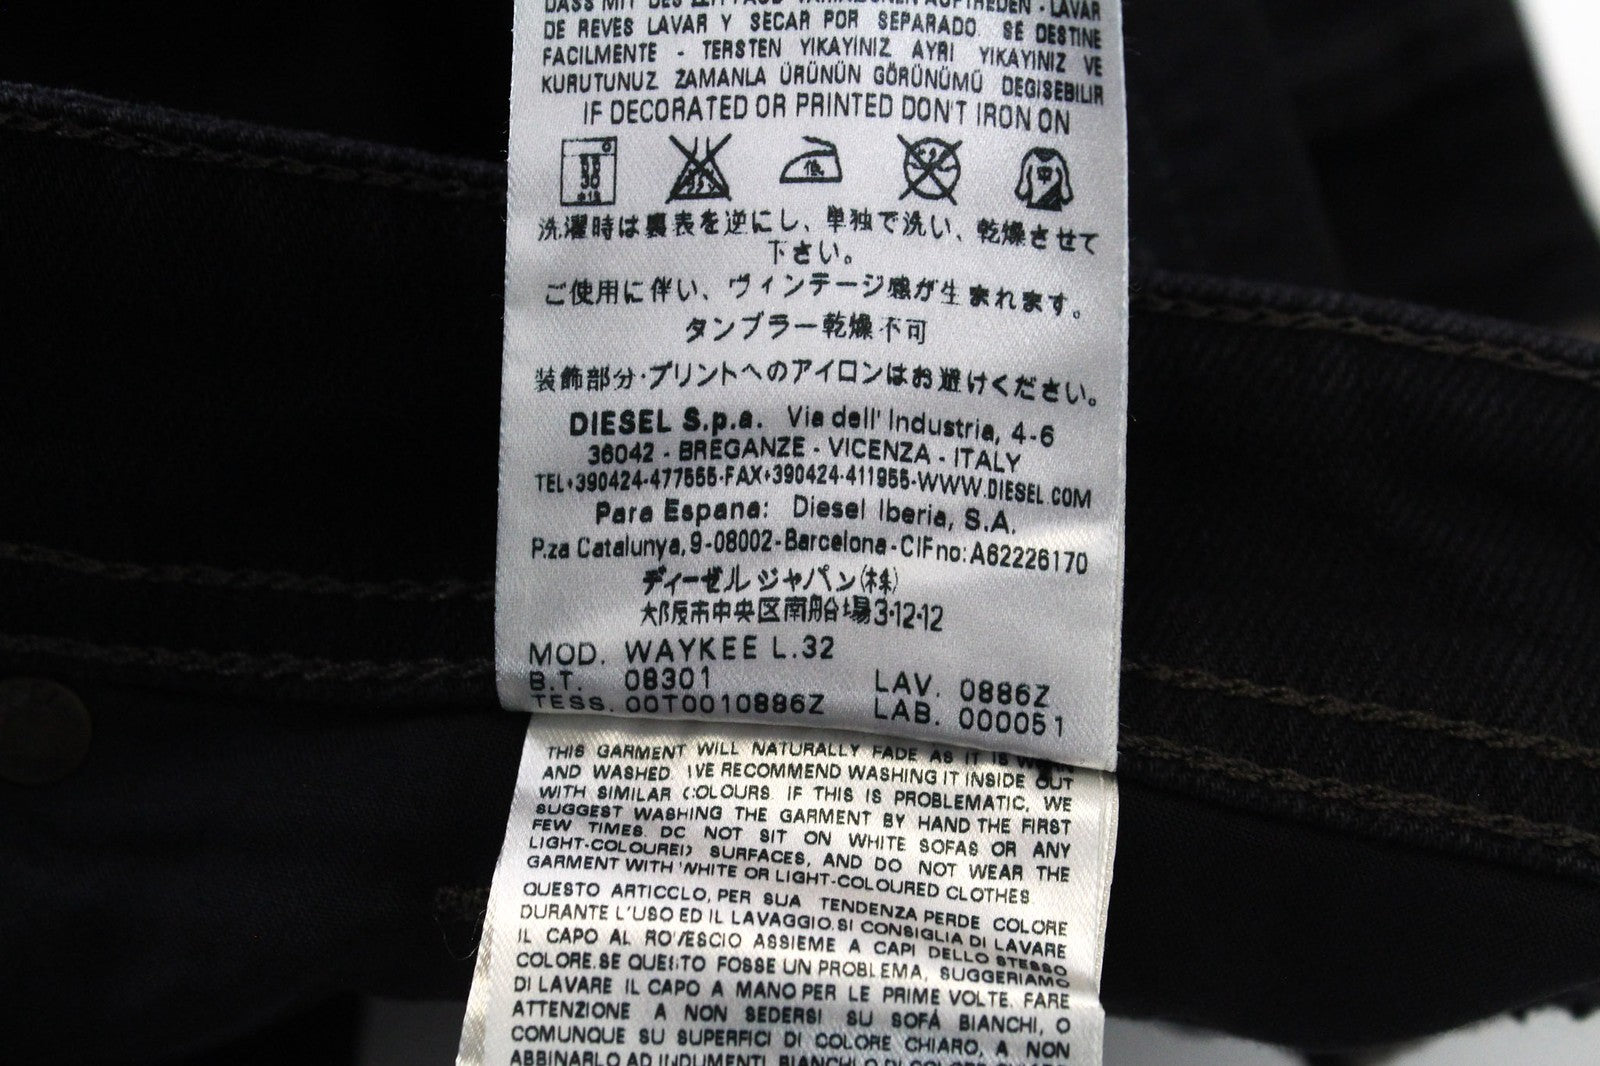 DASS MIT DES VARIATIONEN AUFTREDEN - LAVAR
DE REVES LAVAR Y SECAR POR SEPARADO. SE DESTINE
FACILMENTE - TERSTEN YIKAYINIZ AYRI YIKAYINIZ VE
KURUTUNUZ ZAMANLA ÜRÜNÜN GÖRÜNÜMÜ DEGISEBILIR
IF DECORATED OR PRINTED DON'T IRON ON
30
低
中
洗濯時は裏表を逆にし、単独で洗い、乾燥させて
下さい。
ご使用に伴い、ヴィンテージ感が生まれます。
タンブラー乾燥不可
装飾部分・プリントへのアイロンはお避けください。
DIESEL S.p.a. Via dell' Industria, 4-6
36042 - BREGANZE - VICENZA - ITALY
TEL+390424-477555-FAX+390424-411955-WWW.DIESEL.COM
Para Espana: Diesel Iberia, S.A.
P.za Catalunya, 9-08002-Barcelona-CIF no: A62226170
ディーゼルジャパン(株)
大阪市中央区南船場3-12-12
MOD. WAYKEE L.32
B.T. 08301 LAV. 0886Z
TESS. 00T0010886Z LAB. 000051
THIS GARMENT WILL NATURALLY FADE AS IT IS
AND WASHED. WE RECOMMEND WASHING IT INSIDE OUT
WITH SIMILAR COLOURS. IF THIS IS PROBLEMATIC, WE
SUGGEST WASHING THE GARMENT BY HAND THE FIRST
FEW TIMES. DO NOT SIT ON WHITE SOFAS OR ANY
LIGHT-COLOURED SURFACES, AND DO NOT WEAR THE
GARMENT WITH WHITE OR LIGHT-COLOURED CLOTHES.
QUESTO ARTICCLO, PER SUA TENDENZA PERDE COLORE
DURANTE L'USO ED IL LAVAGGIO. SI CONSIGLIA DI LAVARE
IL CAPO AL ROVESCIO ASSIEME A CAPI DELLO STESSO
COLORE. SE QUESTO FOSSE UN PROBLEMA, SUGGERIAMO
DI LAVARE IL CAPO A MANO PER LE PRIME VOLTE. FARE
ATTENZIONE A NON SEDERSI SU SOFÁ BIANCHI, O
COMUNQUE SU SUPERFICI DI COLORE CHIARO, A NON
ABBINARLO AD INDUMENTI BIANCHI O DI COLORE